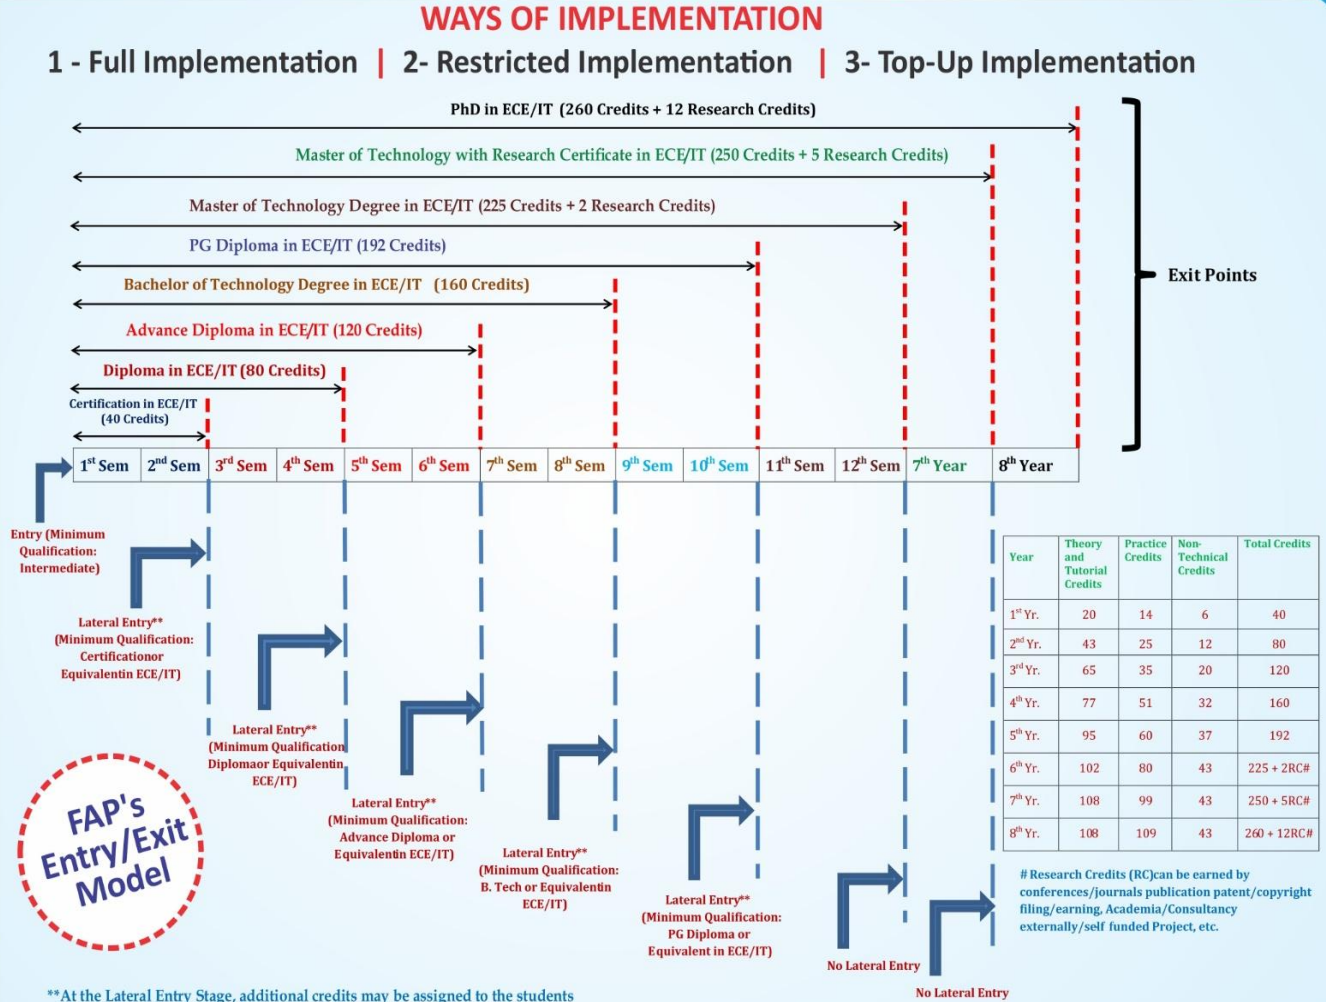 WAYS OF IMPLEMENTATION
1 - Full Implementation | 2- Restricted Implementation | 3- Top-Up Implementation
PhD in ECE/IT (260 Credits + 12 Research Credits)
Master of Technology with Research Certificate in ECE/IT (250 Credits + 5 Research Credits)
Master of Technology Degree in ECE/IT (225 Credits + 2 Research Credits)
PG Diploma in ECE/IT (192 Credits)
Bachelor of Technology Degree in ECE/IT (160 Credits)
Advance Diploma in ECE/IT (120 Credits)
Diploma in ECE/IT (80 Credits)
Certification in ECE/IT
(40 Credits)
Exit Points
1st Sem 2nd Sem 3rd Sem 4th Sem 5th Sem 6th Sem 7th Sem 8th Sem 9th Sem 10th Sem 11th Sem 12th Sem 7th Year 8th Year
Entry (Minimum
Qualification:
Intermediate)
Lateral Entry**
(Minimum Qualification:
Certificationor
Equivalentin ECE/IT)
Lateral Entry**
(Minimum Qualification
Diplomaor Equivalentin
ECE/IT)
Lateral Entry**
(Minimum Qualification:
Advance Diploma or
Equivalentin ECE/IT)
Lateral Entry**
(Minimum Qualification:
B. Tech or Equivalentin
ECE/IT)
Lateral Entry**
(Minimum Qualification:
PG Diploma or
Equivalent in ECE/IT)
No Lateral Entry
No Lateral Entry
Year Theory and Tutorial Credits Practice Credits Non-Technical Credits Total Credits
1st Yr. 20 14 6 40
2nd Yr. 43 25 12 80
3rd Yr. 65 35 20 120
4th Yr. 77 51 32 160
5th Yr. 95 60 37 192
6th Yr. 102 80 43 225 + 2RC#
7th Yr. 108 99 43 250 + 5RC#
8th Yr. 108 109 43 260 + 12RC#
# Research Credits (RC)can be earned by
conferences/journals publication patent/copyright
filing/earning, Academia/Consultancy
externally/self funded Project, etc.
FAP's
Entry/Exit
Model
**At the Lateral Entry Stage, additional credits may be assigned to the students